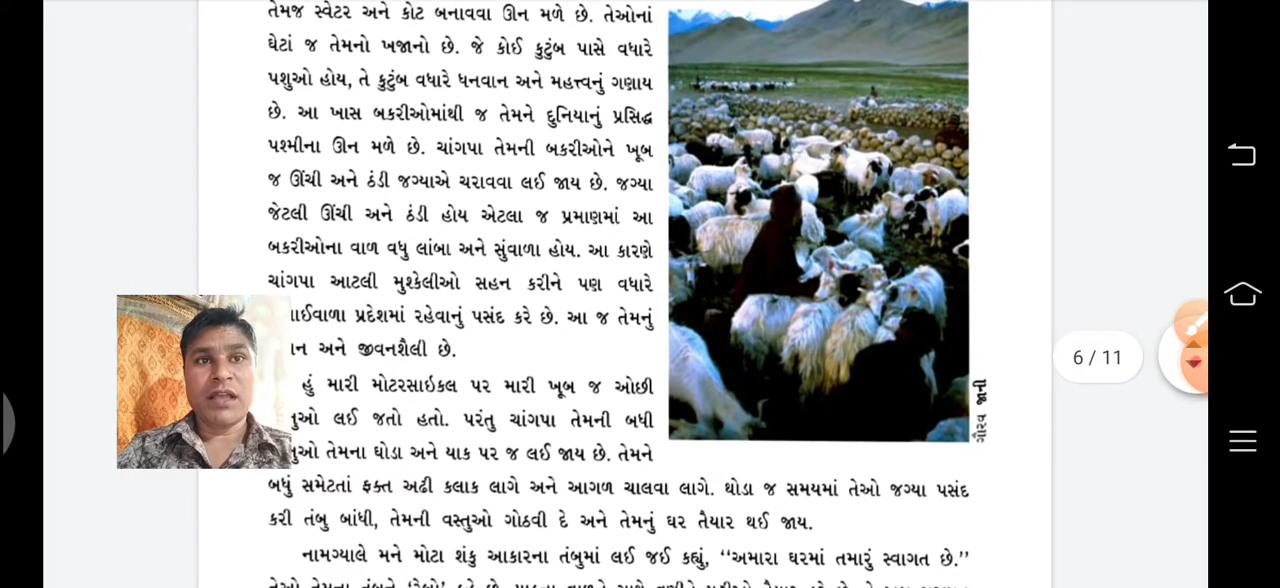 તેમજ સ્વેટર અને કોટ બનાવવા ઊન મળે છે. તેઓનાં
ઘેટાં જ તેમનો ખજાનો છે. જે કોઈ કુટુંબ પાસે વધારે
પશુઓ હોય, તે કુટુંબ વધારે ધનવાન અને મહત્ત્વનું ગણાય
છે. આ ખાસ બકરીઓમાંથી જ તેમને દુનિયાનું પ્રસિદ્ધ
પશ્મીના ઊન મળે છે. ચાંગપા તેમની બકરીઓને ખૂબ
જ ઊંચી અને ઠંડી જગ્યાએ ચરાવવા લઈ જાય છે. જગ્યા
જેટલી ઊંચી અને ઠંડી હોય એટલા જ પ્રમાણમાં આ
બકરીઓના વાળ વધુ લાંબા અને સુંવાળા હોય. આ કારણે
ચાંગપા આટલી મુશ્કેલીઓ સહન કરીને પણ વધારે
ાઈવાળા પ્રદેશમાં રહેવાનું પસંદ કરે છે. આ જ તેમનું
ન અને જીવનશૈલી છે.
હું મારી મોટરસાઇકલ પર મારી ખૂબ જ ઓછી
તુઓ લઈ જતો હતો. પરંતુ ચાંગપા તેમની બધી
તુઓ તેમના ઘોડા અને યાક પર જ લઈ જાય છે. તેમને
બધું સમેટતાં ફક્ત અઢી કલાક લાગે અને આગળ ચાલવા લાગે. થોડા જ સમયમાં તેઓ જગ્યા પસંદ
કરી તંબુ બાંધી, તેમની વસ્તુઓ ગોઠવી દે અને તેમનું ઘર તૈયાર થઈ જાય.
નામગ્યાલે મને મોટા શંકુ આકારના તંબુમાં લઈ જઈ કહ્યું, “અમારા ઘરમાં તમારું સ્વાગત છે.”
ગૌરવ જાની
6 / 11